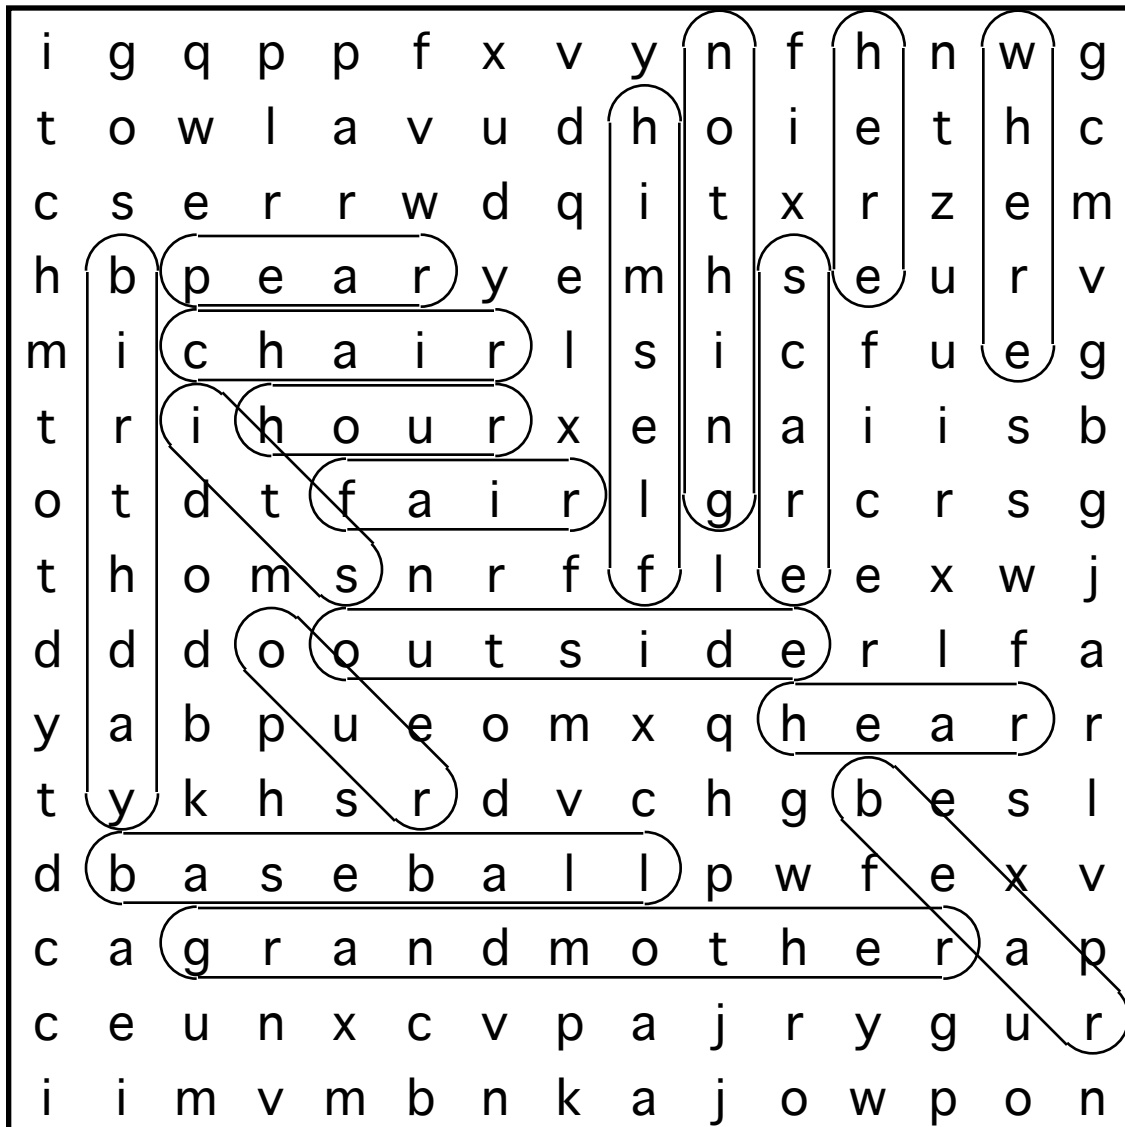 i g q p p f x v y n f h n w g
t o w l a v u d h o i e t h c
c s e r r w d q i t x r z e m
h b p e a r y e m h s e u r v
m i c h a i r l s i c f u e g
t r i h o u r x e n a i i s b
o t d t f a i r l g r c r s g
t h o m s n r f f l e e x w j
d d d o o u t s i d e r l f a
y a b p u e o m x q h e a r r
t y k h s r d v c h g b e s l
d b a s e b a l l p w f e x v
c a g r a n d m o t h e r a p
c e u n x c v p a j r y g u r
i i m v m b n k a j o w p o n